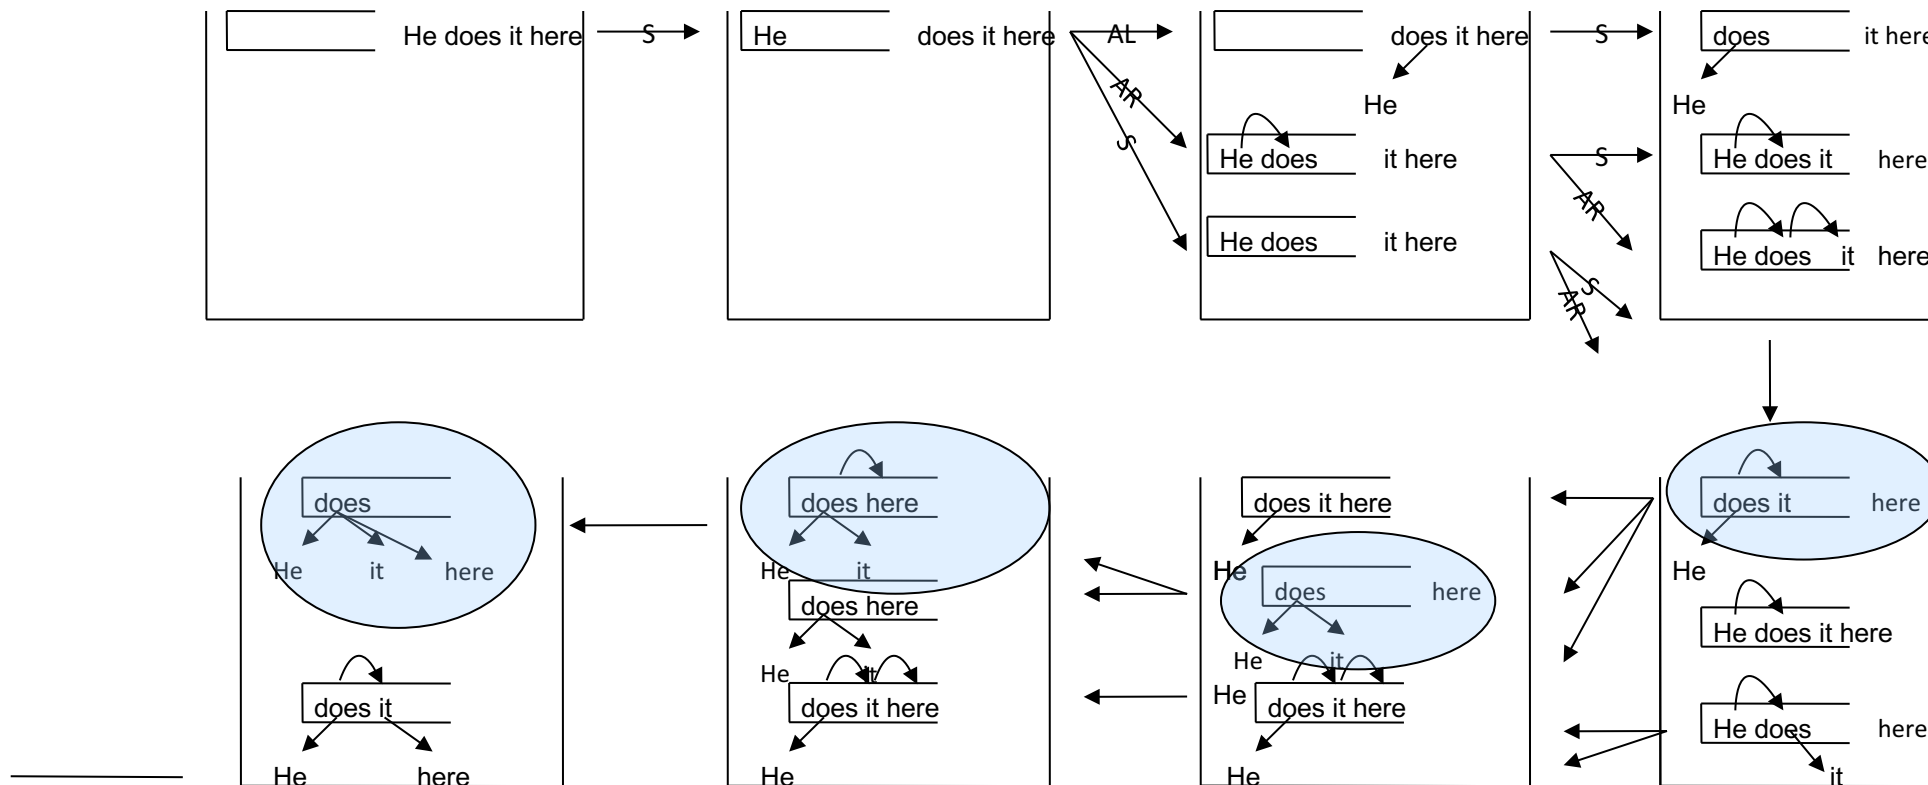 He does it here
S
He does it here
AL
AR
S
does it here
He
He does it here
He does it here
S
S
AR
S
AR
does it here
He
He does it here
He does it here
does
He it here
does it
He here
does here
He it
does here
He it
does it here
He
does it here
He
does here
He it
He does it here
He
does it here
He
He does it here
He does here
it